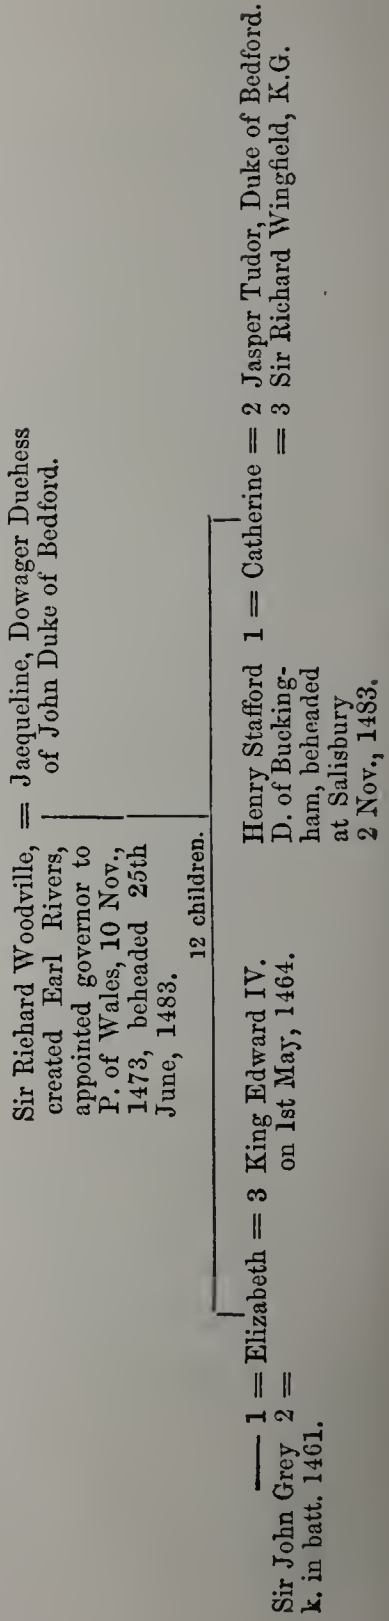 Sir Richard Woodville, = Jaequeline, Dowager Duchess
created Earl Rivers, of John Duke of Bedford.
appointed governor to
P. of Wales, 10 Nov.,
1473, beheaded 25th
June, 1483.
12 children.
— 1 = Elizabeth = 3 King Edward IV.
Sir John Grey 2 = on 1st May, 1464.
k. in batt. 1461.
Henry Stafford 1 = Catherine = 2 Jasper Tudor, Duke of Bedford.
D. of Bucking- = 3 Sir Richard Wingfield, K.G.
ham, beheaded
at Salisbury
2 Nov., 1483.